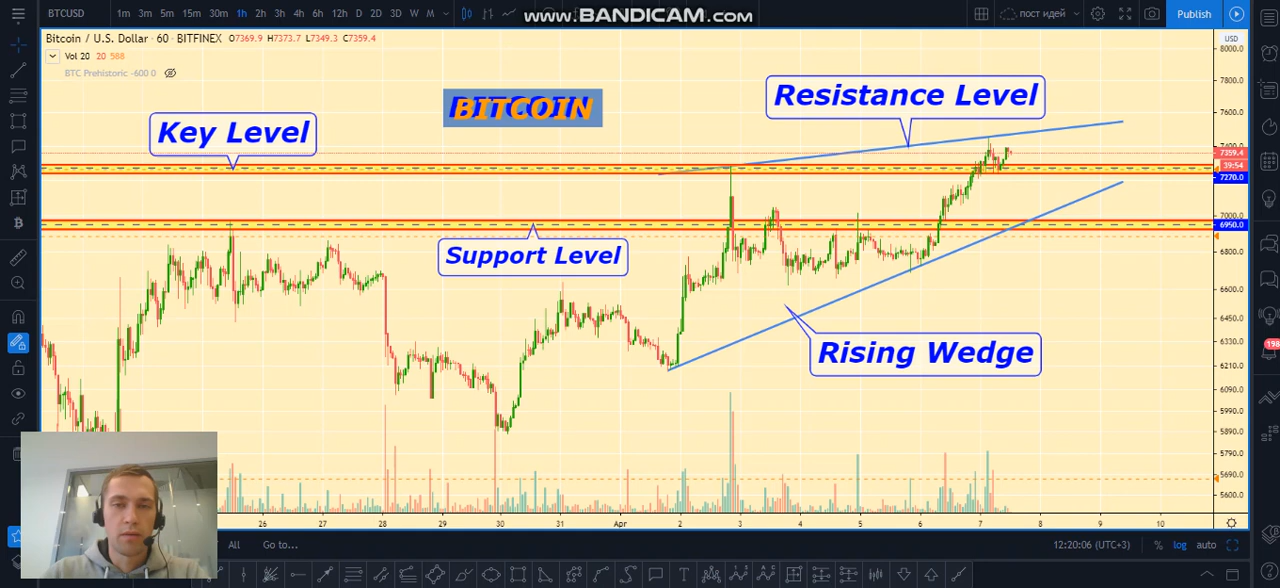 BTCUSD 1m 3m 5m 15m 30m 1h 2h 3h 4h 6h 12h D 2D 3D W M www.BANDICAM.com пост идей Publish
Bitcoin / U.S. Dollar · 60 · BITFINEX O7369.9 H7373.7 L7349.3 C7359.4
USD
Vol 20 20 588
BTC Prehistoric -600 0
8000.0
7800.0
7600.0
7400.0
7359.4
39:54
7270.0
7000.0
6950.0
6800.0
6600.0
6450.0
6330.0
6210.0
6090.0
5990.0
5890.0
5790.0
5690.0
5600.0
BITCOIN
Resistance Level
Key Level
Support Level
Rising Wedge
198
26 27 28 29 30 31 Apr 2 3 4 5 6 7 8 9 10
All Go to... 12:20:06 (UTC+3) % log auto